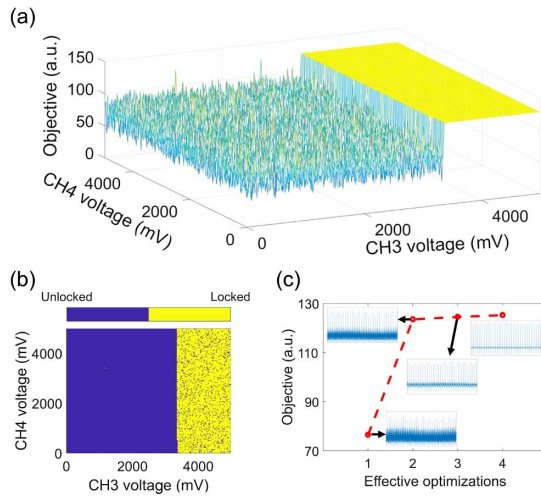 (a)
Objective (a.u.)
150
100
50
0
4000
2000
0
CH4 voltage (mV)
0
2000
4000
CH3 voltage (mV)
(b)
Unlocked
Locked
CH4 voltage (mV)
4000
2000
0
0
2000
4000
CH3 voltage (mV)
(c)
Objective (a.u.)
130
110
90
70
1
2
3
4
Effective optimizations